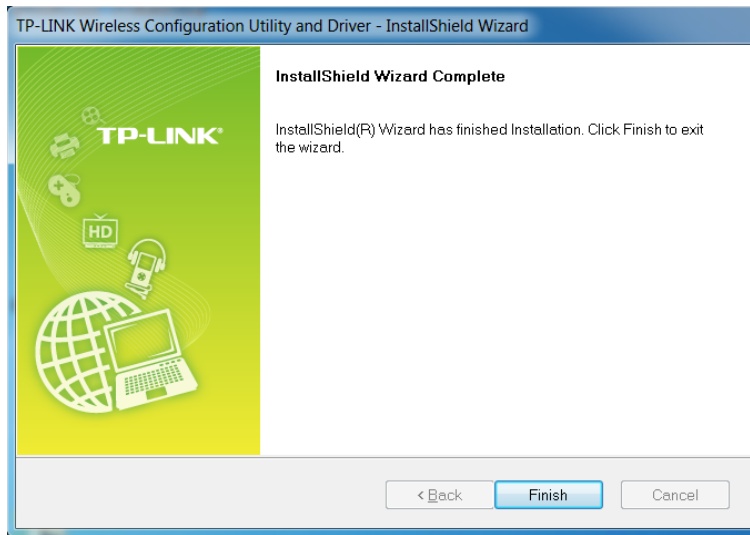 TP-LINK Wireless Configuration Utility and Driver - InstallShield Wizard
TP-LINK®
HD
InstallShield Wizard Complete
InstallShield(R) Wizard has finished Installation. Click Finish to exit
the wizard.
< Back
Finish
Cancel